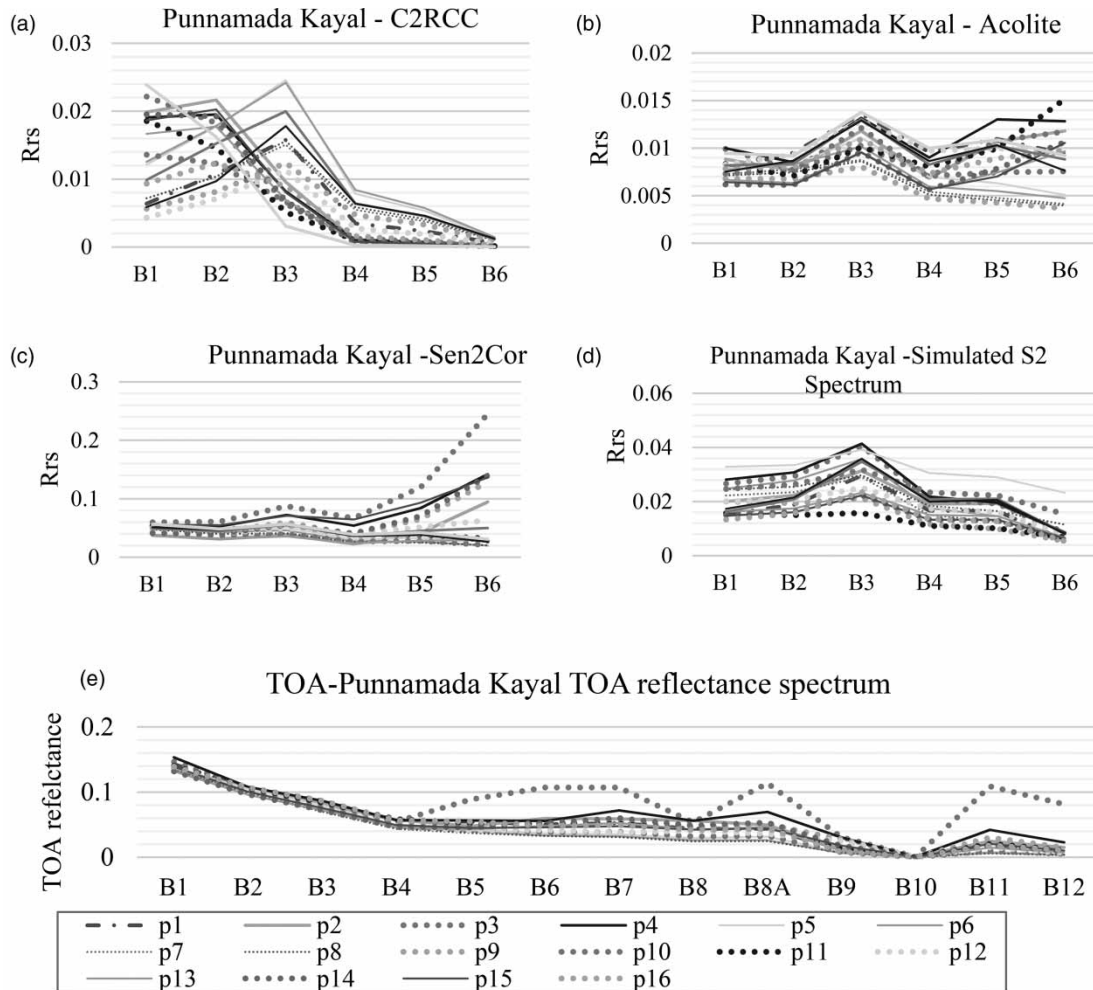 (a)
Punnamada Kayal - C2RCC
0.03
0.02
0.01
0
Rrs
B1 B2 B3 B4 B5 B6
(b)
Punnamada Kayal - Acolite
0.02
0.015
0.01
0.005
0
Rrs
B1 B2 B3 B4 B5 B6
(c)
Punnamada Kayal -Sen2Cor
0.3
0.2
0.1
0
Rrs
B1 B2 B3 B4 B5 B6
(d)
Punnamada Kayal -Simulated S2
Spectrum
0.06
0.04
0.02
0
Rrs
B1 B2 B3 B4 B5 B6
(e)
TOA-Punnamada Kayal TOA reflectance spectrum
0.2
0.1
0
TOA refelctance
B1 B2 B3 B4 B5 B6 B7 B8 B8A B9 B10 B11 B12
p1 p2 p3 p4 p5 p6
p7 p8 p9 p10 p11 p12
p13 p14 p15 p16